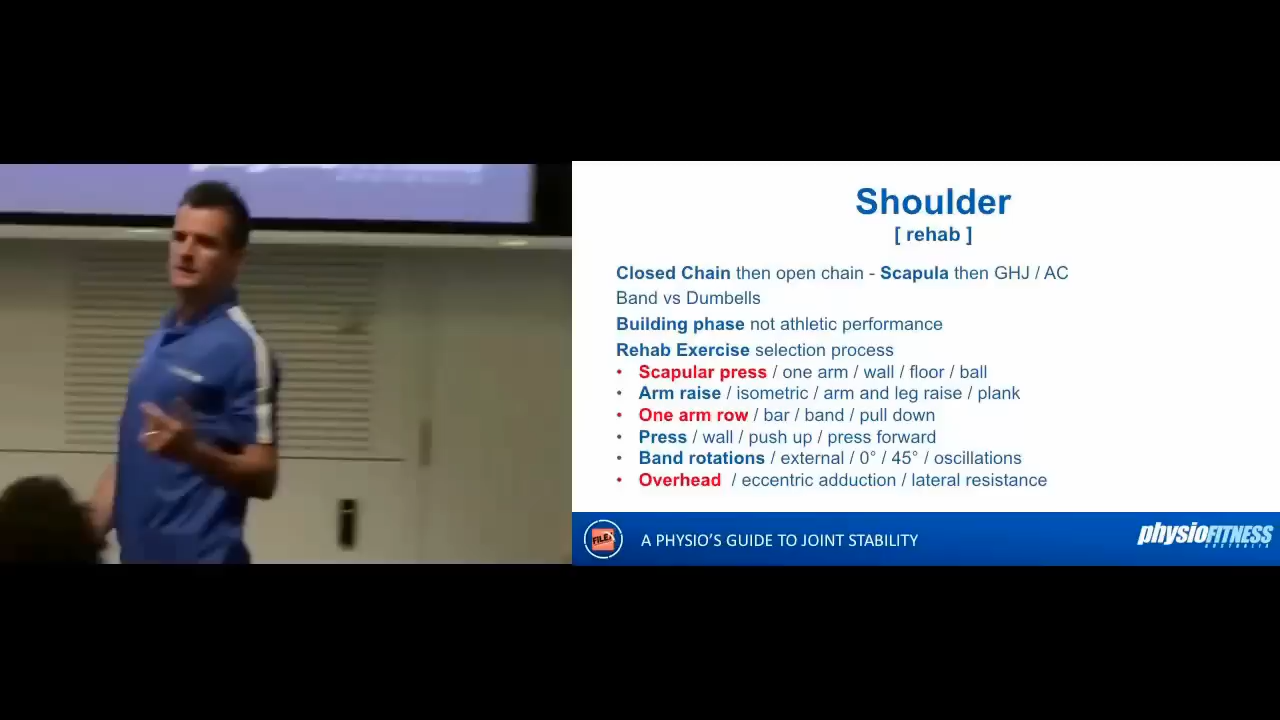 Shoulder
[ rehab ]
Closed Chain then open chain - Scapula then GHJ / AC
Band vs Dumbells
Building phase not athletic performance
Rehab Exercise selection process
• Scapular press / one arm / wall / floor / ball
• Arm raise / isometric / arm and leg raise / plank
• One arm row / bar / band / pull down
• Press / wall / push up / press forward
• Band rotations / external / 0° / 45° / oscillations
• Overhead / eccentric adduction / lateral resistance
FILEX
A PHYSIO'S GUIDE TO JOINT STABILITY
physioFITNESS
AUSTRALIA